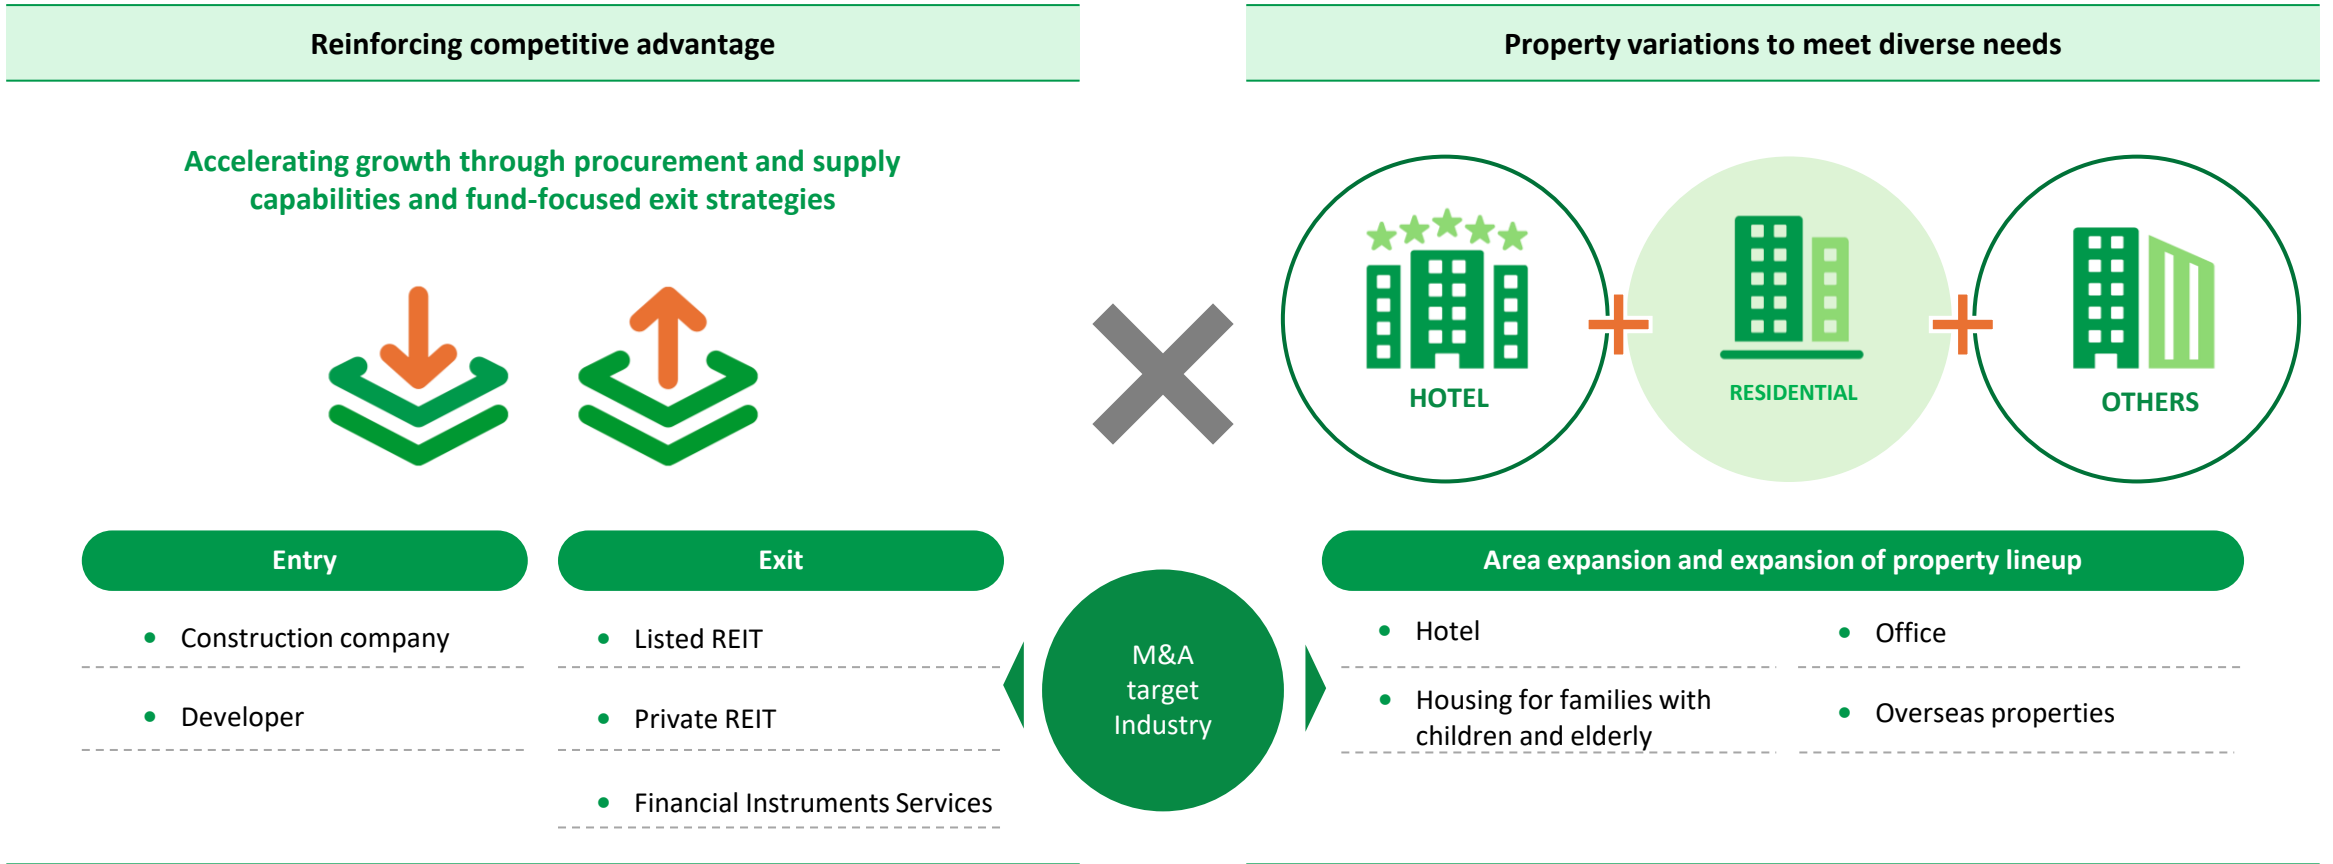 Reinforcing competitive advantage
Accelerating growth through procurement and supply
capabilities and fund-focused exit strategies
Entry
Construction company
Developer
Exit
Listed REIT
Private REIT
Financial Instruments Services
M&A
target
Industry
Property variations to meet diverse needs
HOTEL
RESIDENTIAL
OTHERS
Area expansion and expansion of property lineup
Hotel
Housing for families with
children and elderly
Office
Overseas properties